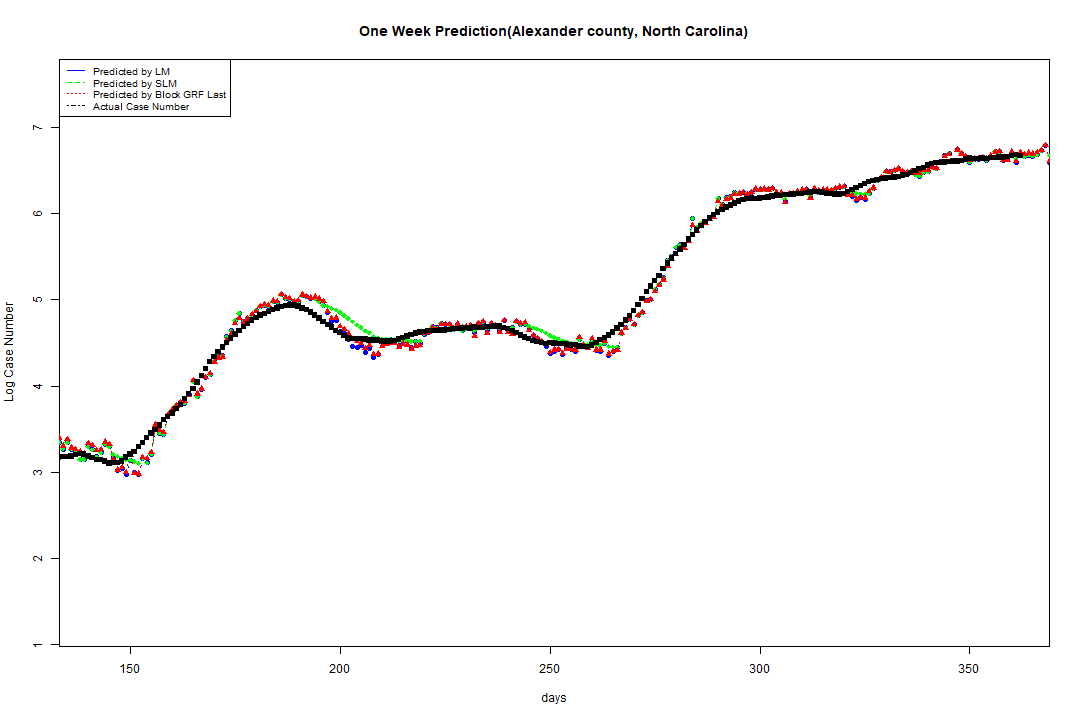 One Week Prediction(Alexander county, North Carolina)
Predicted by LM
Predicted by SLM
Predicted by Block GRF Last
Actual Case Number
7
6
5
4
3
2
1
Log Case Number
150 200 250 300 350
days